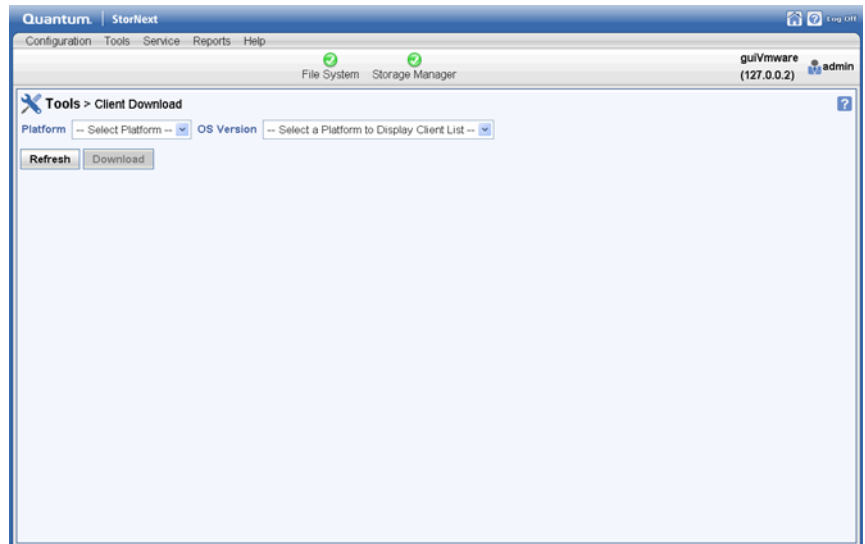 Quantum. StorNext Log Off
Configuration Tools Service Reports Help
File System Storage Manager
guiVmware
(127.0.0.2)
admin
Tools > Client Download
Platform -- Select Platform -- OS Version -- Select a Platform to Display Client List --
Refresh Download